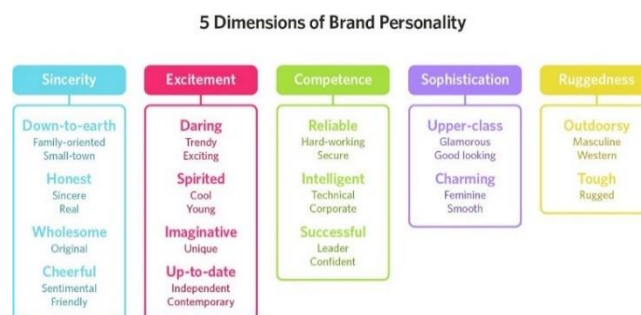 5 Dimensions of Brand Personality
Sincerity
Down-to-earth
Family-oriented
Small-town
Honest
Sincere
Real
Wholesome
Original
Cheerful
Sentimental
Friendly
Excitement
Daring
Trendy
Exciting
Spirited
Cool
Young
Imaginative
Unique
Up-to-date
Independent
Contemporary
Competence
Reliable
Hard-working
Secure
Intelligent
Technical
Corporate
Successful
Leader
Confident
Sophistication
Upper-class
Glamorous
Good looking
Charming
Feminine
Smooth
Ruggedness
Outdoorsy
Masculine
Western
Tough
Rugged